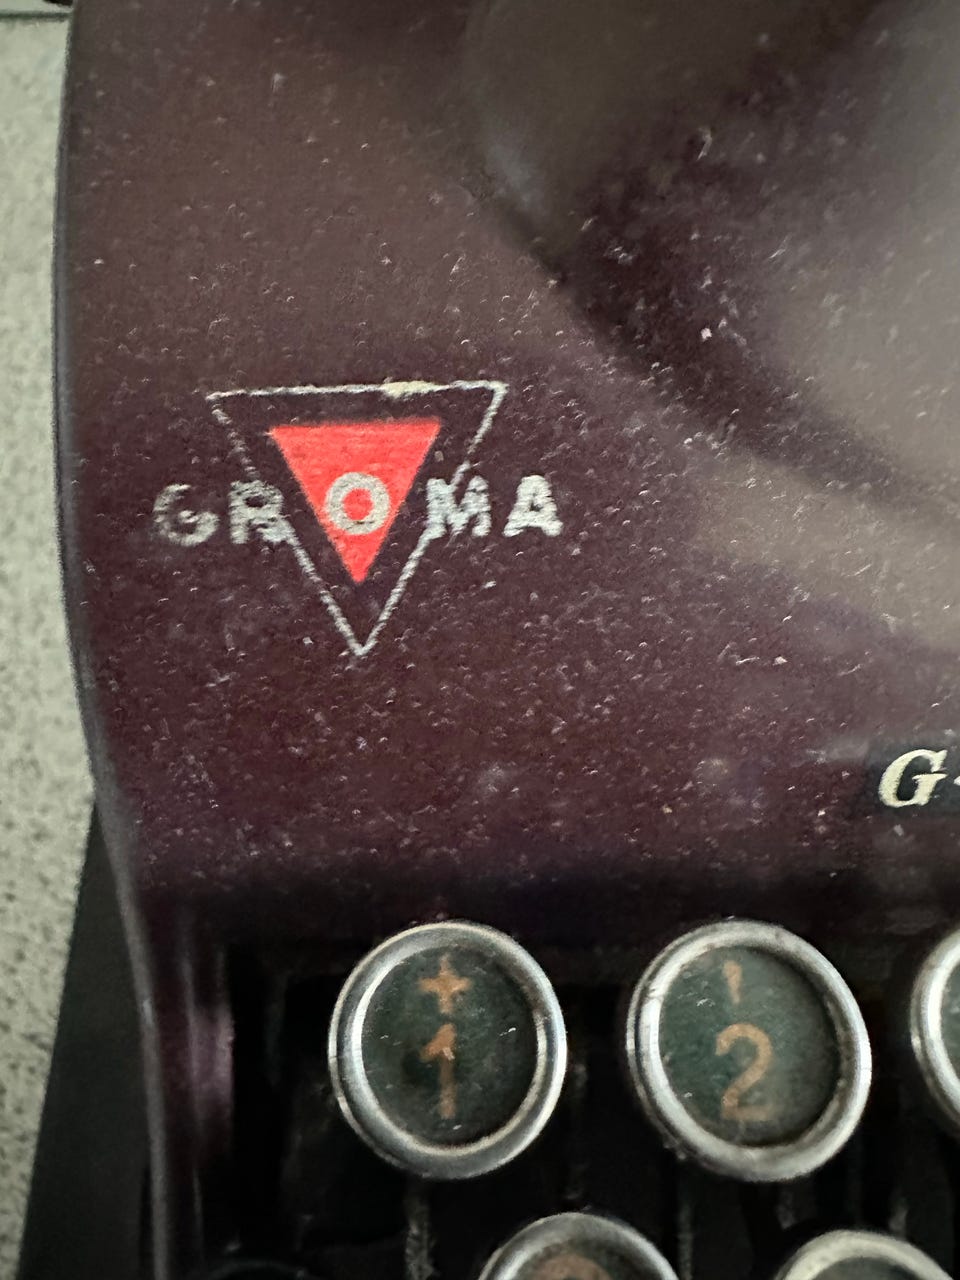 GROMA
G
+ '
1 2